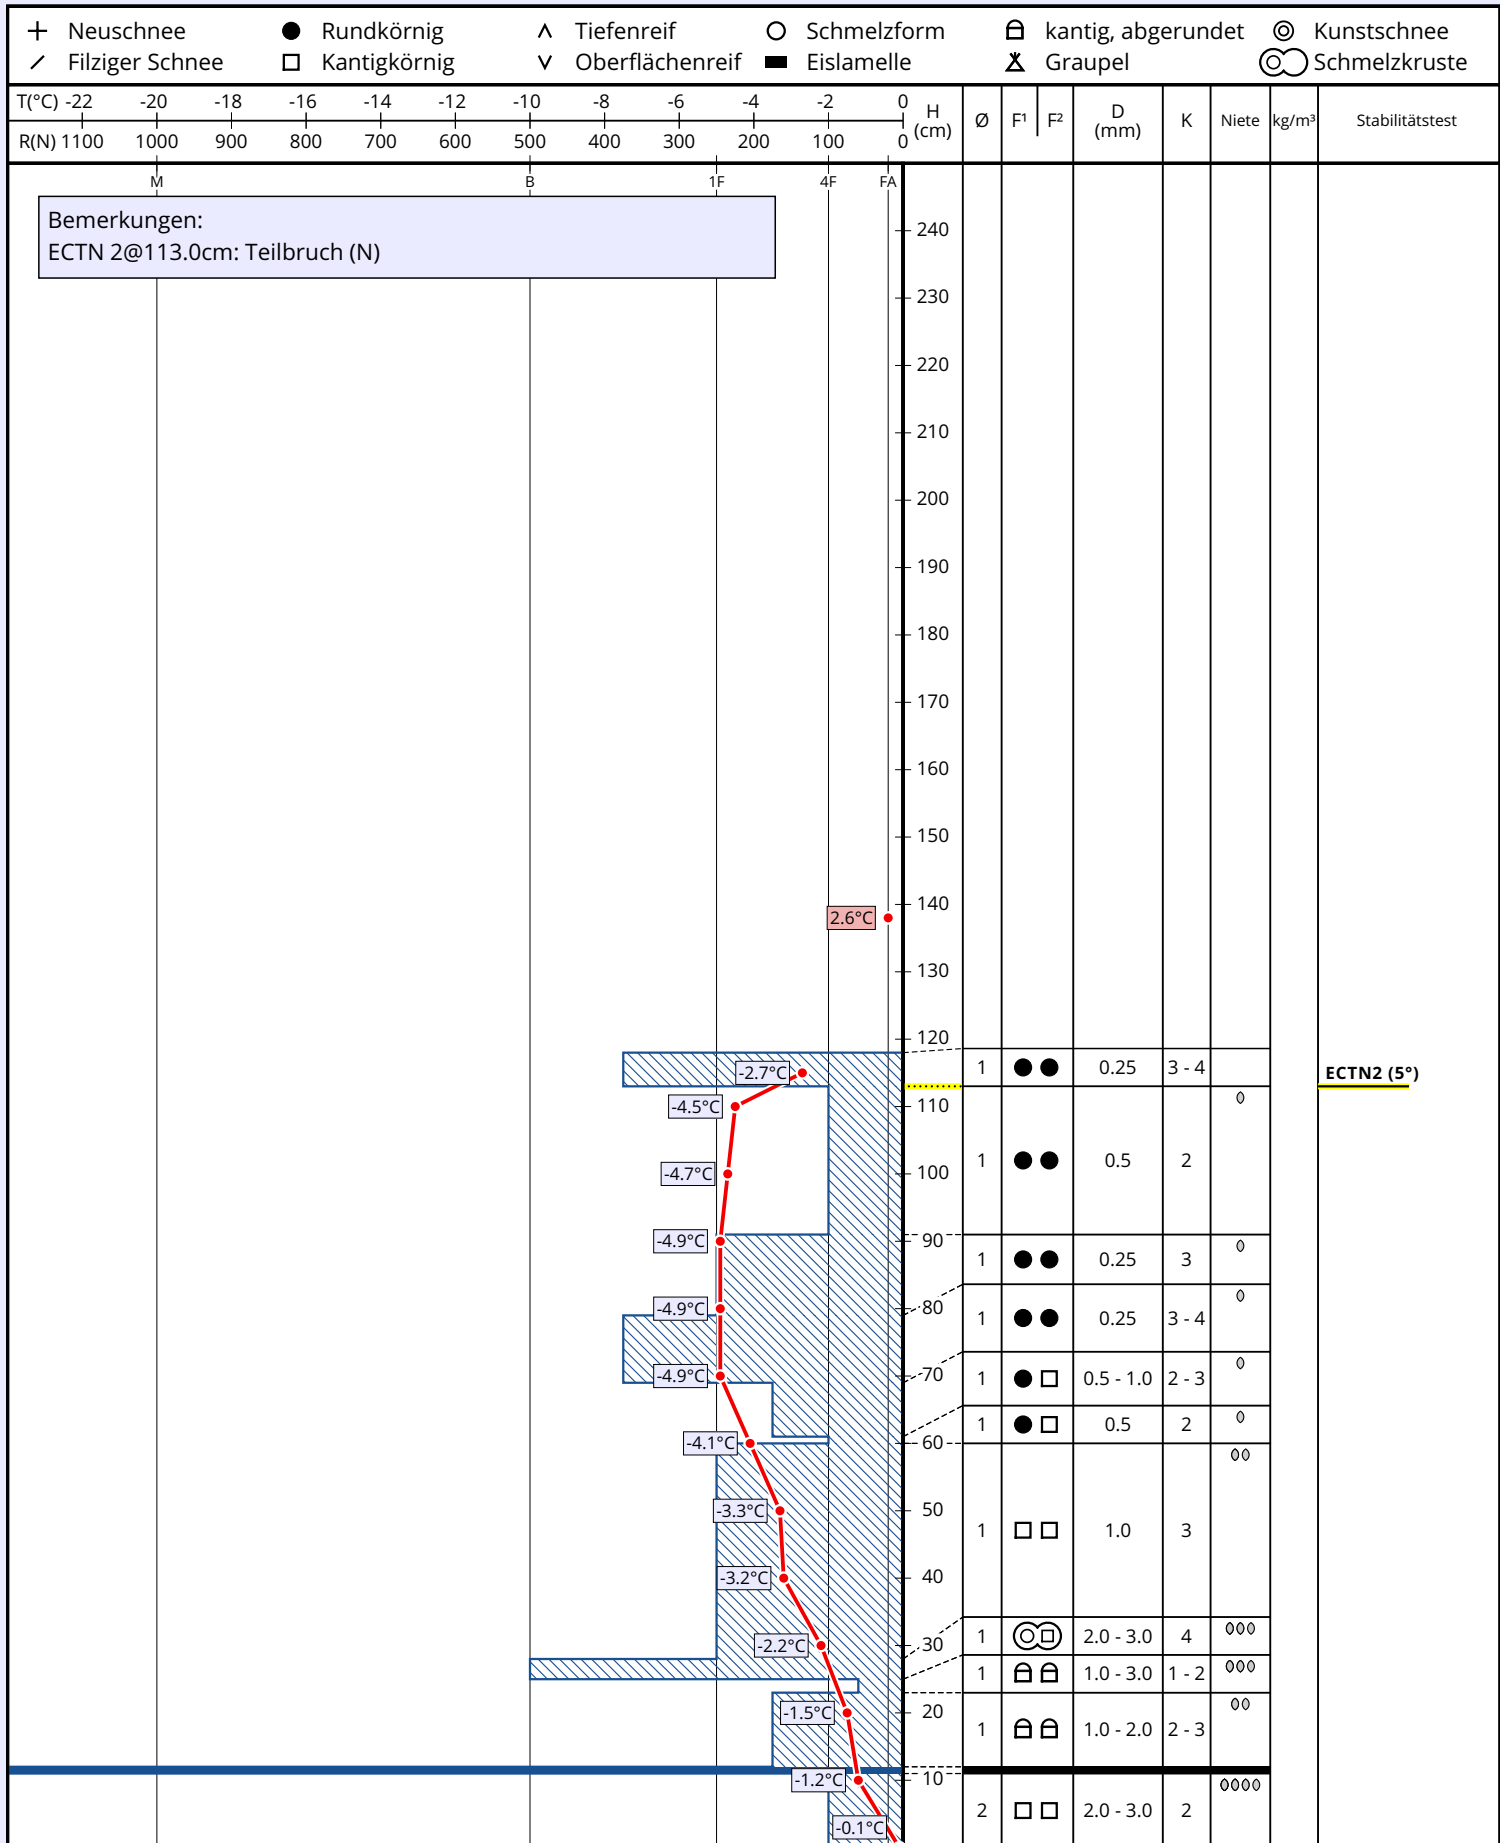 Neuschnee Rundkörnig Tiefenreif Schmelzform kantig, abgerundet Kunstschnee
Filziger Schnee Kantigkörnig Oberflächenreif Eislamelle Graupel Schmelzkruste
T(°C) -22 -20 -18 -16 -14 -12 -10 -8 -6 -4 -2 0
R(N) 1100 1000 900 800 700 600 500 400 300 200 100 0
H (cm) Ø F¹ F² D (mm) K Niete kg/m³ Stabilitätstest
M B 1F 4F FA
Bemerkungen:
ECTN 2@113.0cm: Teilbruch (N)
240
230
220
210
200
190
180
170
160
150
140
2.6°C
130
120
-2.7°C 1 0.25 3 - 4 ECTN2 (5°)
-4.5°C 110
-4.7°C 100 1 0.5 2
-4.9°C 90 1 0.25 3
-4.9°C 80 1 0.25 3 - 4
-4.9°C 70 1 0.5 - 1.0 2 - 3
1 0.5 2
-4.1°C 60
-3.3°C 50 1 1.0 3
-3.2°C 40
-2.2°C 30 1 2.0 - 3.0 4
1 1.0 - 3.0 1 - 2
-1.5°C 20 1 1.0 - 2.0 2 - 3
-1.2°C 10
-0.1°C 2 2.0 - 3.0 2